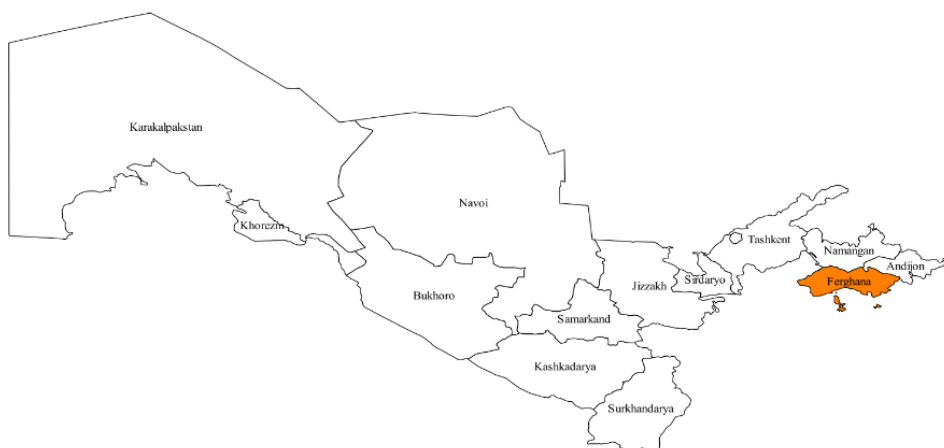 Karakalpakstan
Navoi
Khorezm
Tashkent
Namangan
Andijon
Ferghana
Sirdaryo
Jizzakh
Bukhoro
Samarkand
Kashkadarya
Surkhandarya